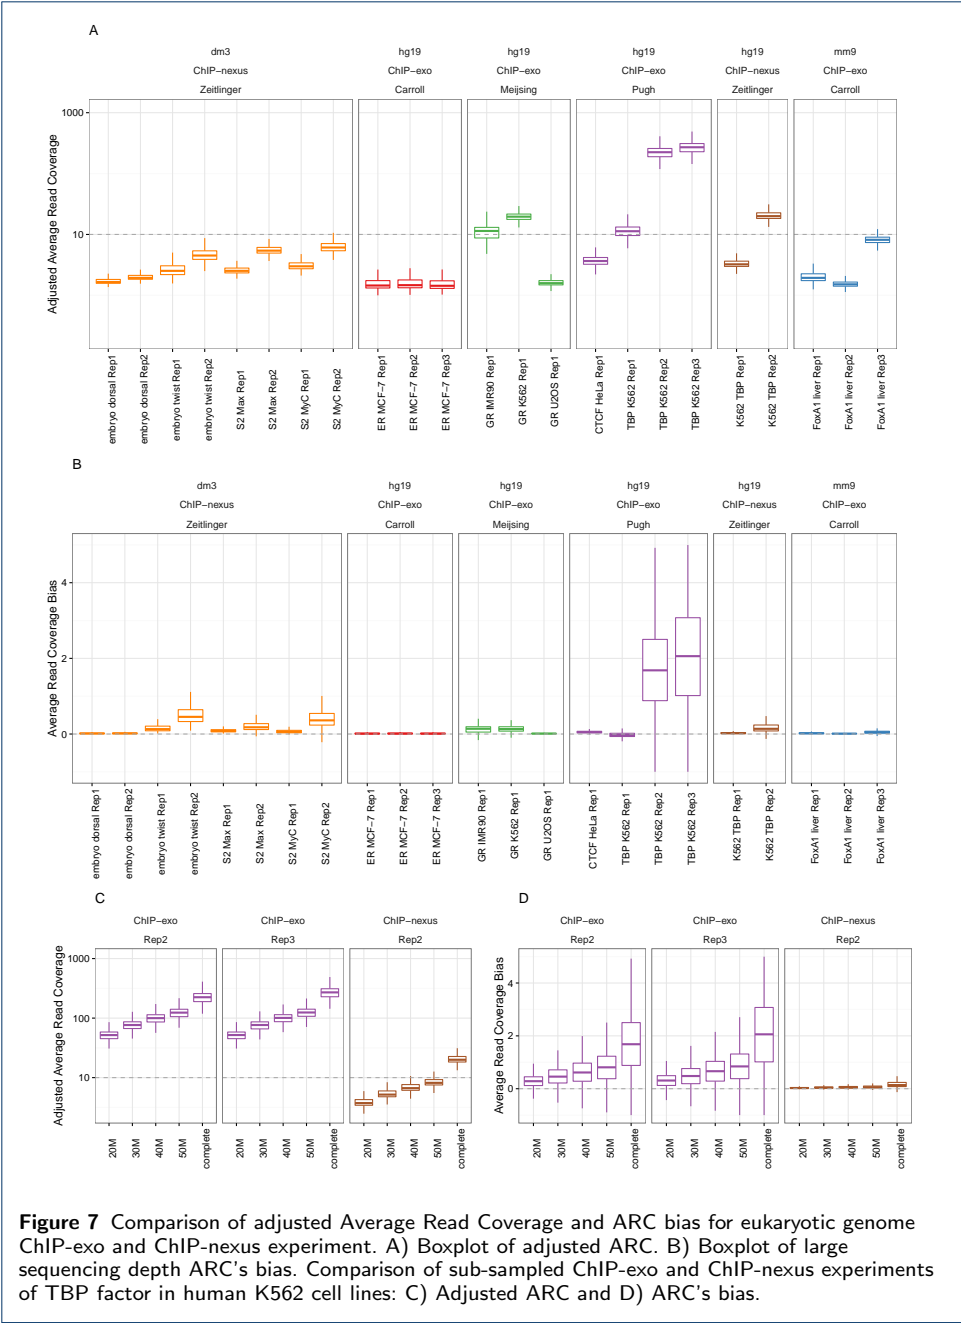 A
dm3 hg19 hg19 hg19 hg19 mm9
ChIP−nexus ChIP−exo ChIP−exo ChIP−exo ChIP−nexus ChIP−exo
Zeitlinger Carroll Meijsing Pugh Zeitlinger Carroll
Adjusted Average Read Coverage
1000
10
embryo dorsal Rep1
embryo dorsal Rep2
embryo twist Rep1
embryo twist Rep2
S2 Max Rep1
S2 Max Rep2
S2 MyC Rep1
S2 MyC Rep2
ER MCF−7 Rep1
ER MCF−7 Rep2
ER MCF−7 Rep3
GR IMR90 Rep1
GR K562 Rep1
GR U2OS Rep1
CTCF HeLa Rep1
TBP K562 Rep1
TBP K562 Rep2
TBP K562 Rep3
K562 TBP Rep1
K562 TBP Rep2
FoxA1 liver Rep1
FoxA1 liver Rep2
FoxA1 liver Rep3
B
dm3 hg19 hg19 hg19 hg19 mm9
ChIP−nexus ChIP−exo ChIP−exo ChIP−exo ChIP−nexus ChIP−exo
Zeitlinger Carroll Meijsing Pugh Zeitlinger Carroll
Average Read Coverage Bias
4
2
0
embryo dorsal Rep1
embryo dorsal Rep2
embryo twist Rep1
embryo twist Rep2
S2 Max Rep1
S2 Max Rep2
S2 MyC Rep1
S2 MyC Rep2
ER MCF−7 Rep1
ER MCF−7 Rep2
ER MCF−7 Rep3
GR IMR90 Rep1
GR K562 Rep1
GR U2OS Rep1
CTCF HeLa Rep1
TBP K562 Rep1
TBP K562 Rep2
TBP K562 Rep3
K562 TBP Rep1
K562 TBP Rep2
FoxA1 liver Rep1
FoxA1 liver Rep2
FoxA1 liver Rep3
C
ChIP−exo ChIP−exo ChIP−nexus
Rep2 Rep3 Rep2
Adjusted Average Read Coverage
1000
100
10
20M
30M
40M
50M
complete
20M
30M
40M
50M
complete
20M
30M
40M
50M
complete
D
ChIP−exo ChIP−exo ChIP−nexus
Rep2 Rep3 Rep2
Average Read Coverage Bias
4
2
0
20M
30M
40M
50M
complete
20M
30M
40M
50M
complete
20M
30M
40M
50M
complete
Figure 7 Comparison of adjusted Average Read Coverage and ARC bias for eukaryotic genome
ChIP-exo and ChIP-nexus experiment. A) Boxplot of adjusted ARC. B) Boxplot of large
sequencing depth ARC's bias. Comparison of sub-sampled ChIP-exo and ChIP-nexus experiments
of TBP factor in human K562 cell lines: C) Adjusted ARC and D) ARC's bias.